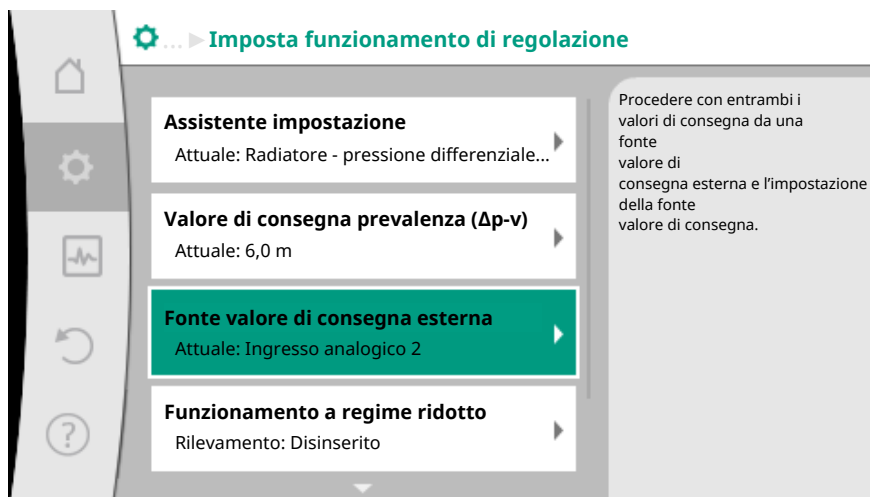 ... Imposta funzionamento di regolazione
Assistente impostazione
Attuale: Radiatore - pressione differenziale...
Valore di consegna prevalenza (Δp-v)
Attuale: 6,0 m
Fonte valore di consegna esterna
Attuale: Ingresso analogico 2
Funzionamento a regime ridotto
Rilevamento: Disinserito
Procedere con entrambi i
valori di consegna da una
fonte
valore di
consegna esterna e l'impostazione
della fonte
valore di consegna.
?